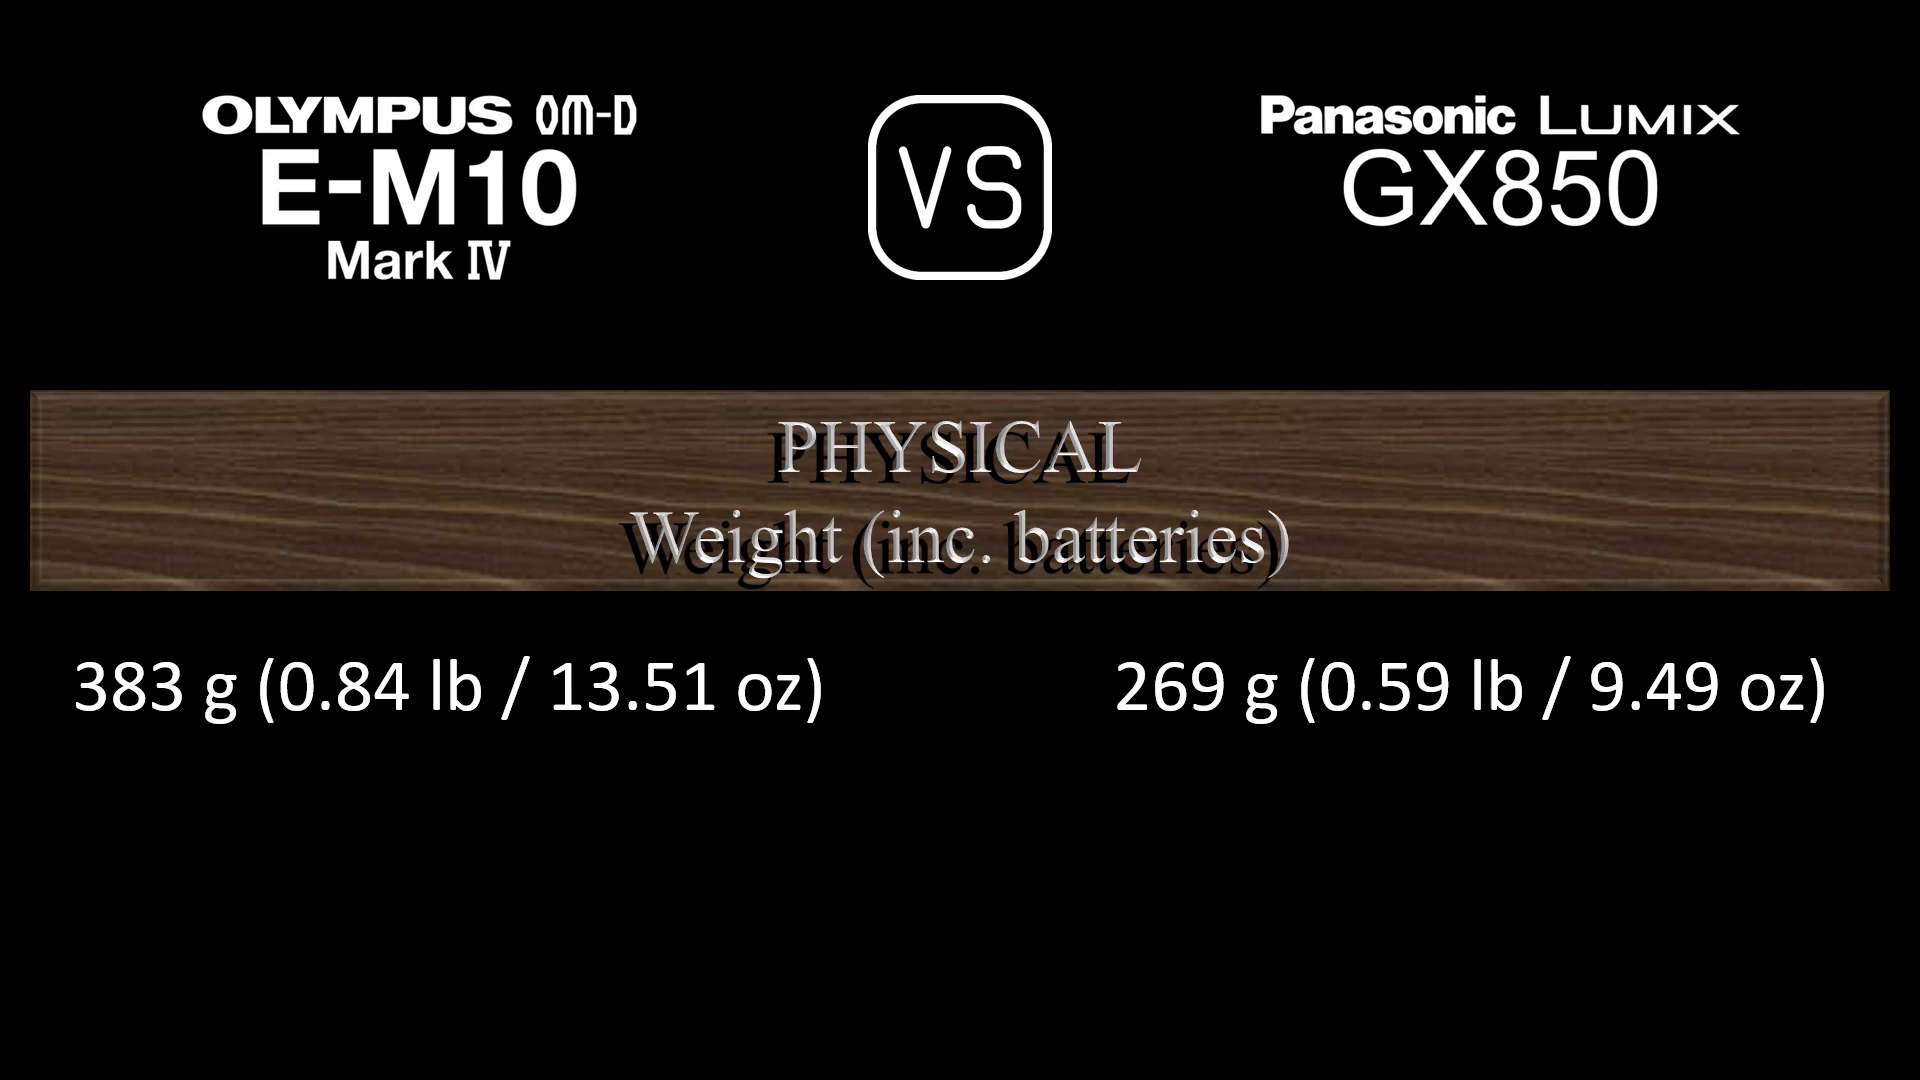 OLYMPUS OM-D
E-M10
Mark IV
VS
Panasonic LUMIX
GX850
PHYSICAL
Weight (inc. batteries)
383 g (0.84 lb / 13.51 oz)
269 g (0.59 lb / 9.49 oz)